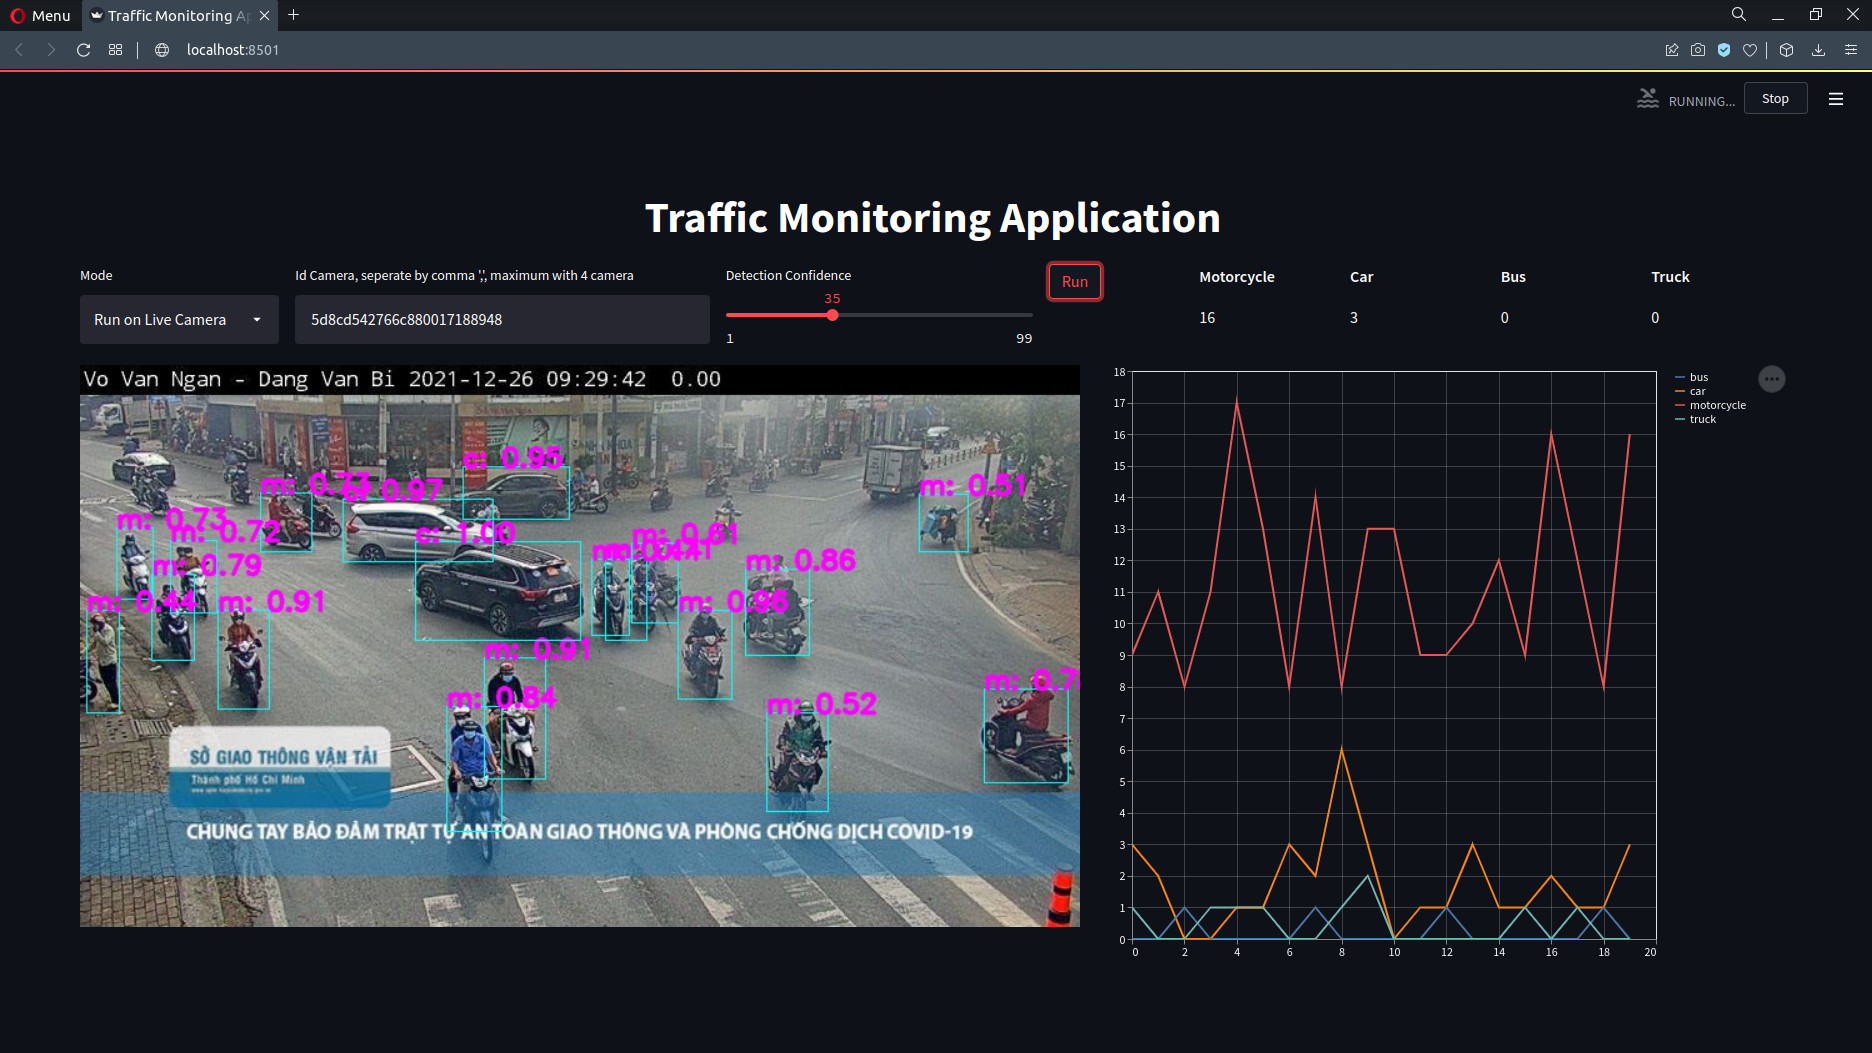 Menu
Traffic Monitoring Ap
localhost:8501
RUNNING...
Stop
Traffic Monitoring Application
Mode
Id Camera, seperate by comma ',', maximum with 4 camera
Detection Confidence
Run
Motorcycle
Car
Bus
Truck
Run on Live Camera
5d8cd542766c880017188948
35
1
99
16
3
0
0
Vo Van Ngan - Dang Van Bi 2021-12-26 09:29:42 0.00
c: 0.95
m: 0.73
c: 0.97
m: 0.51
m: 0.73
m: 0.72
c: 1.00
m: 0.61
m: 0.79
m: 0.86
m: 0.44
m: 0.91
m: 0.96
m: 0.91
m: 0.84
m: 0.52
m: 0.7
SỞ GIAO THÔNG VẬN TẢI
Thành phố Hồ Chí Minh
CHUNG TAY BẢO ĐẢM TRẬT TỰ AN TOÀN GIAO THÔNG VÀ PHÒNG CHỐNG DỊCH COVID-19
18
17
16
15
14
13
12
11
10
9
8
7
6
5
4
3
2
1
0
0 2 4 6 8 10 12 14 16 18 20
bus
car
motorcycle
truck